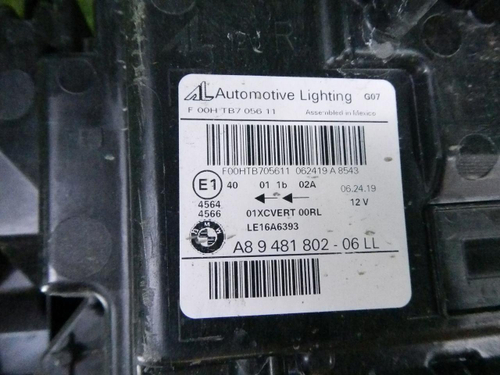 AL Automotive Lighting G07
F 00H TB7 056 11 Assembled in Mexico
F00HTB705611 062419 A 8543
E1 40 01 1b 02A 06.24.19
4564
4566 01XCVERT 00RL 12 V
LE16A6393
A8 9 481 802 - 06 LL